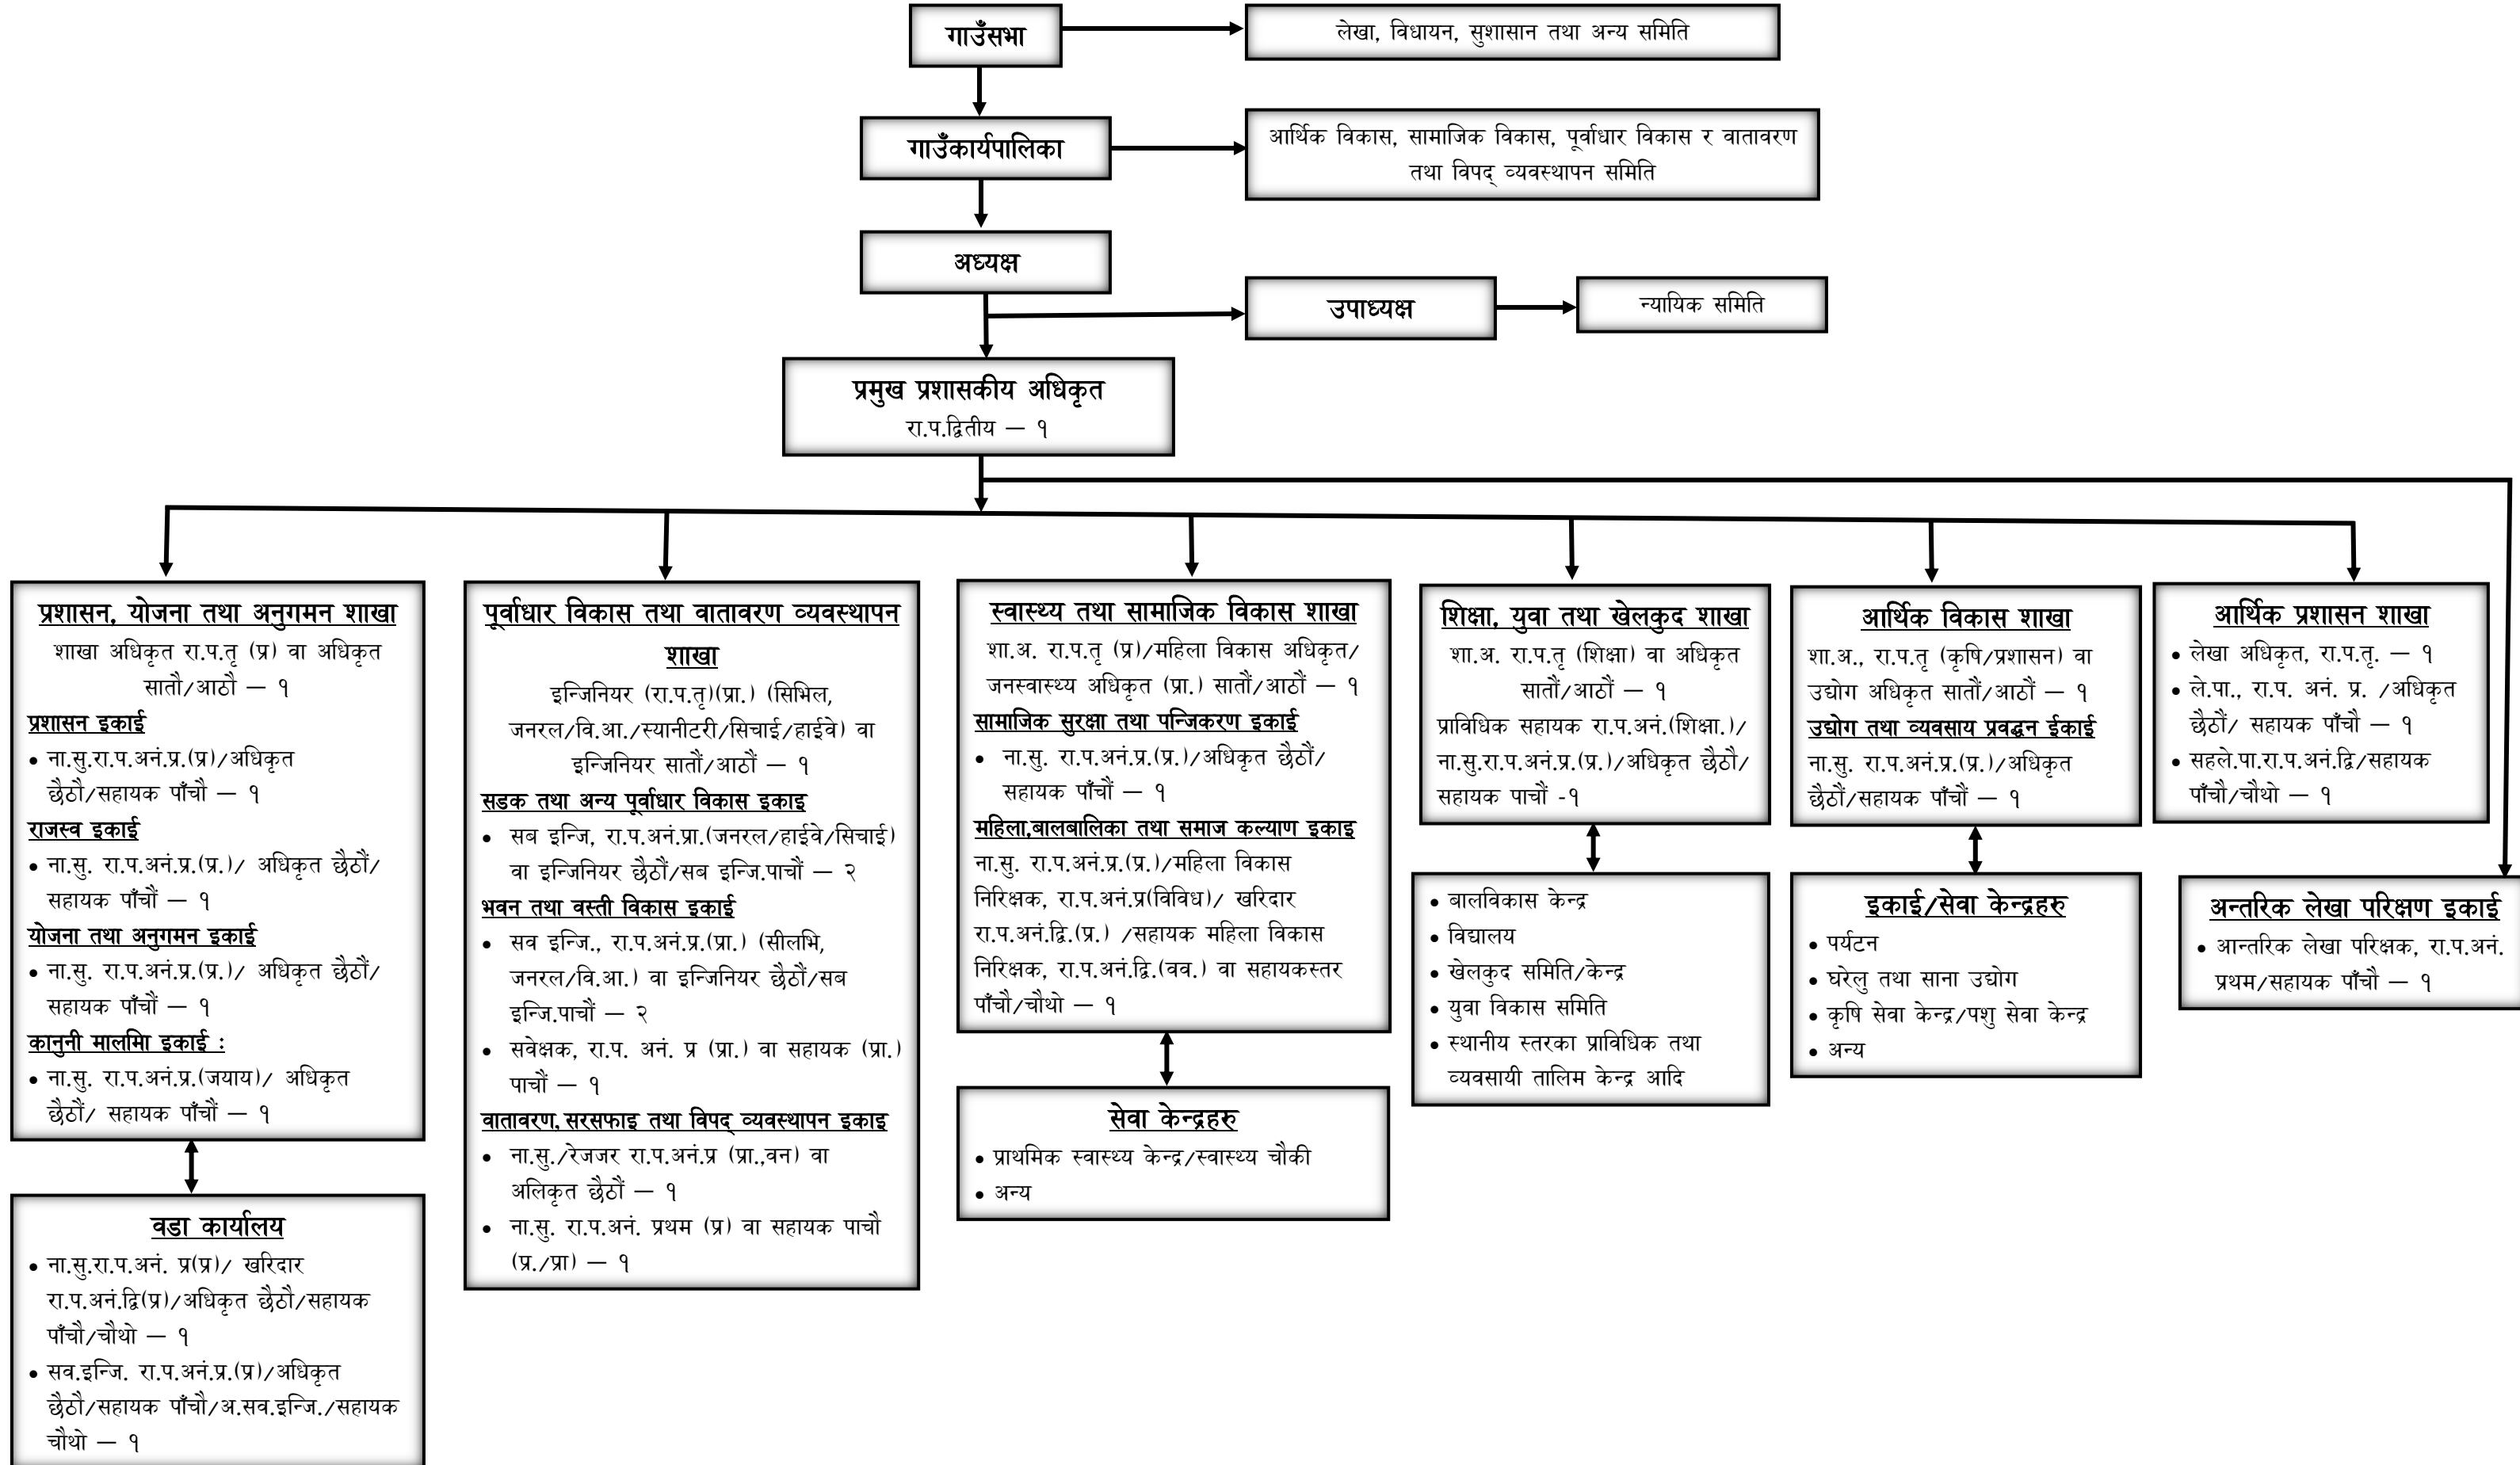 गाउँसभा
लेखा, विधायन, सुशासान तथा अन्य समिति
गाउँकार्यपालिका
आर्थिक विकास, सामाजिक विकास, पूर्वाधार विकास र वातावरण
तथा विपद् व्यवस्थापन समिति
अध्यक्ष
उपाध्यक्ष
न्यायिक समिति
प्रमुख प्रशासकीय अधिकृत
रा.प.द्वितीय — १
प्रशासन, योजना तथा अनुगमन शाखा
शाखा अधिकृत रा.प.तृ (प्र) वा अधिकृत
सातौ/आठौ — १
प्रशासन इकाई
• ना.सु.रा.प.अनं.प्र.(प्र)/अधिकृत
छैठौ/सहायक पाँचौ — १
राजस्व इकाई
• ना.सु. रा.प.अनं.प्र.(प्र.)/ अधिकृत छैठौं/
सहायक पाँचौं — १
योजना तथा अनुगमन इकाई
• ना.सु. रा.प.अनं.प्र.(प्र.)/ अधिकृत छैठौं/
सहायक पाँचौं — १
कानुनी मालमिा इकाई :
• ना.सु. रा.प.अनं.प्र.(जयाय)/ अधिकृत
छैठौं/ सहायक पाँचौं — १
वडा कार्यालय
• ना.सु.रा.प.अनं. प्र(प्र)/ खरिदार
रा.प.अनं.द्वि(प्र)/अधिकृत छैठौ/सहायक
पाँचौ/चौथो — १
• सव.इन्जि. रा.प.अनं.प्र.(प्र)/अधिकृत
छैठौ/सहायक पाँचौ/अ.सव.इन्जि./सहायक
चौथो — १
पूर्वाधार विकास तथा वातावरण व्यवस्थापन
शाखा
इन्जिनियर (रा.प.तृ)(प्रा.) (सिभिल,
जनरल/वि.आ./स्यानीटरी/सिचाई/हाईवे) वा
इन्जिनियर सातौं/आठौं — १
सडक तथा अन्य पूर्वाधार विकास इकाइ
• सब इन्जि, रा.प.अनं.प्रा.(जनरल/हाईवे/सिचाई)
वा इन्जिनियर छैठौं/सब इन्जि.पाचौं — २
भवन तथा वस्ती विकास इकाई
• सव इन्जि., रा.प.अनं.प्र.(प्रा.) (सीलभि,
जनरल/वि.आ.) वा इन्जिनियर छैठौं/सब
इन्जि.पाचौं — २
• सवेक्षक, रा.प. अनं. प्र (प्रा.) वा सहायक (प्रा.)
पाचौं — १
वातावरण, सरसफाइ तथा विपद् व्यवस्थापन इकाइ
• ना.सु./रेजजर रा.प.अनं.प्र (प्रा.,वन) वा
अलिकृत छैठौं — १
• ना.सु. रा.प.अनं. प्रथम (प्र) वा सहायक पाचौ
(प्र./प्रा) — १
स्वास्थ्य तथा सामाजिक विकास शाखा
शा.अ. रा.प.तृ (प्र)/महिला विकास अधिकृत/
जनस्वास्थ्य अधिकृत (प्रा.) सातौं/आठौं — १
सामाजिक सुरक्षा तथा पन्जिकरण इकाई
• ना.सु. रा.प.अनं.प्र.(प्र.)/अधिकृत छैठौं/
सहायक पाँचौं — १
महिला,बालबालिका तथा समाज कल्याण इकाइ
ना.सु. रा.प.अनं.प्र.(प्र.)/महिला विकास
निरिक्षक, रा.प.अनं.प्र(विविध)/ खरिदार
रा.प.अनं.द्वि.(प्र.) /सहायक महिला विकास
निरिक्षक, रा.प.अनं.द्वि.(वव.) वा सहायकस्तर
पाँचौ/चौथो — १
सेवा केन्द्रहरु
• प्राथमिक स्वास्थ्य केन्द्र/स्वास्थ्य चौकी
• अन्य
शिक्षा, युवा तथा खेलकुद शाखा
शा.अ. रा.प.तृ (शिक्षा) वा अधिकृत
सातौं/आठौं — १
प्राविधिक सहायक रा.प.अनं.(शिक्षा.)/
ना.सु.रा.प.अनं.प्र.(प्र.)/अधिकृत छैठौं/
सहायक पाचौं -१
• बालविकास केन्द्र
• विद्यालय
• खेलकुद समिति/केन्द्र
• युवा विकास समिति
• स्थानीय स्तरका प्राविधिक तथा
व्यवसायी तालिम केन्द्र आदि
आर्थिक विकास शाखा
शा.अ., रा.प.तृ (कृषि/प्रशासन) वा
उद्योग अधिकृत सातौं/आठौं — १
उद्योग तथा व्यवसाय प्रवद्धन ईकाई
ना.सु. रा.प.अनं.प्र.(प्र.)/अधिकृत
छैठौं/सहायक पाँचौं — १
इकाई/सेवा केन्द्रहरु
• पर्यटन
• घरेलु तथा साना उद्योग
• कृषि सेवा केन्द्र/पशु सेवा केन्द्र
• अन्य
आर्थिक प्रशासन शाखा
• लेखा अधिकृत, रा.प.तृ. — १
• ले.पा., रा.प. अनं. प्र. /अधिकृत
छैठौं/ सहायक पाँचौ — १
• सहले.पा.रा.प.अनं.द्वि/सहायक
पाँचौ/चौथो — १
अन्तरिक लेखा परिक्षण इकाई
• आन्तरिक लेखा परिक्षक, रा.प.अनं.
प्रथम/सहायक पाँचौ — १